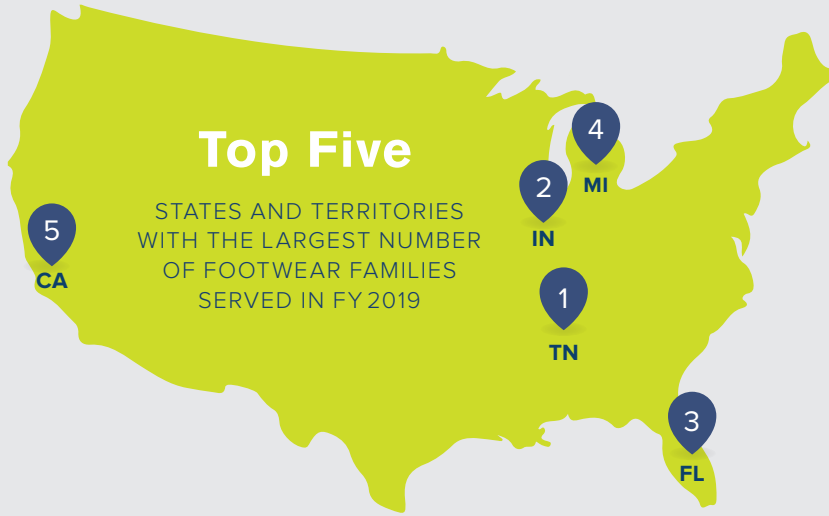 Top Five
STATES AND TERRITORIES
WITH THE LARGEST NUMBER
OF FOOTWEAR FAMILIES
SERVED IN FY 2019
4
MI
2
IN
5
CA
1
TN
3
FL